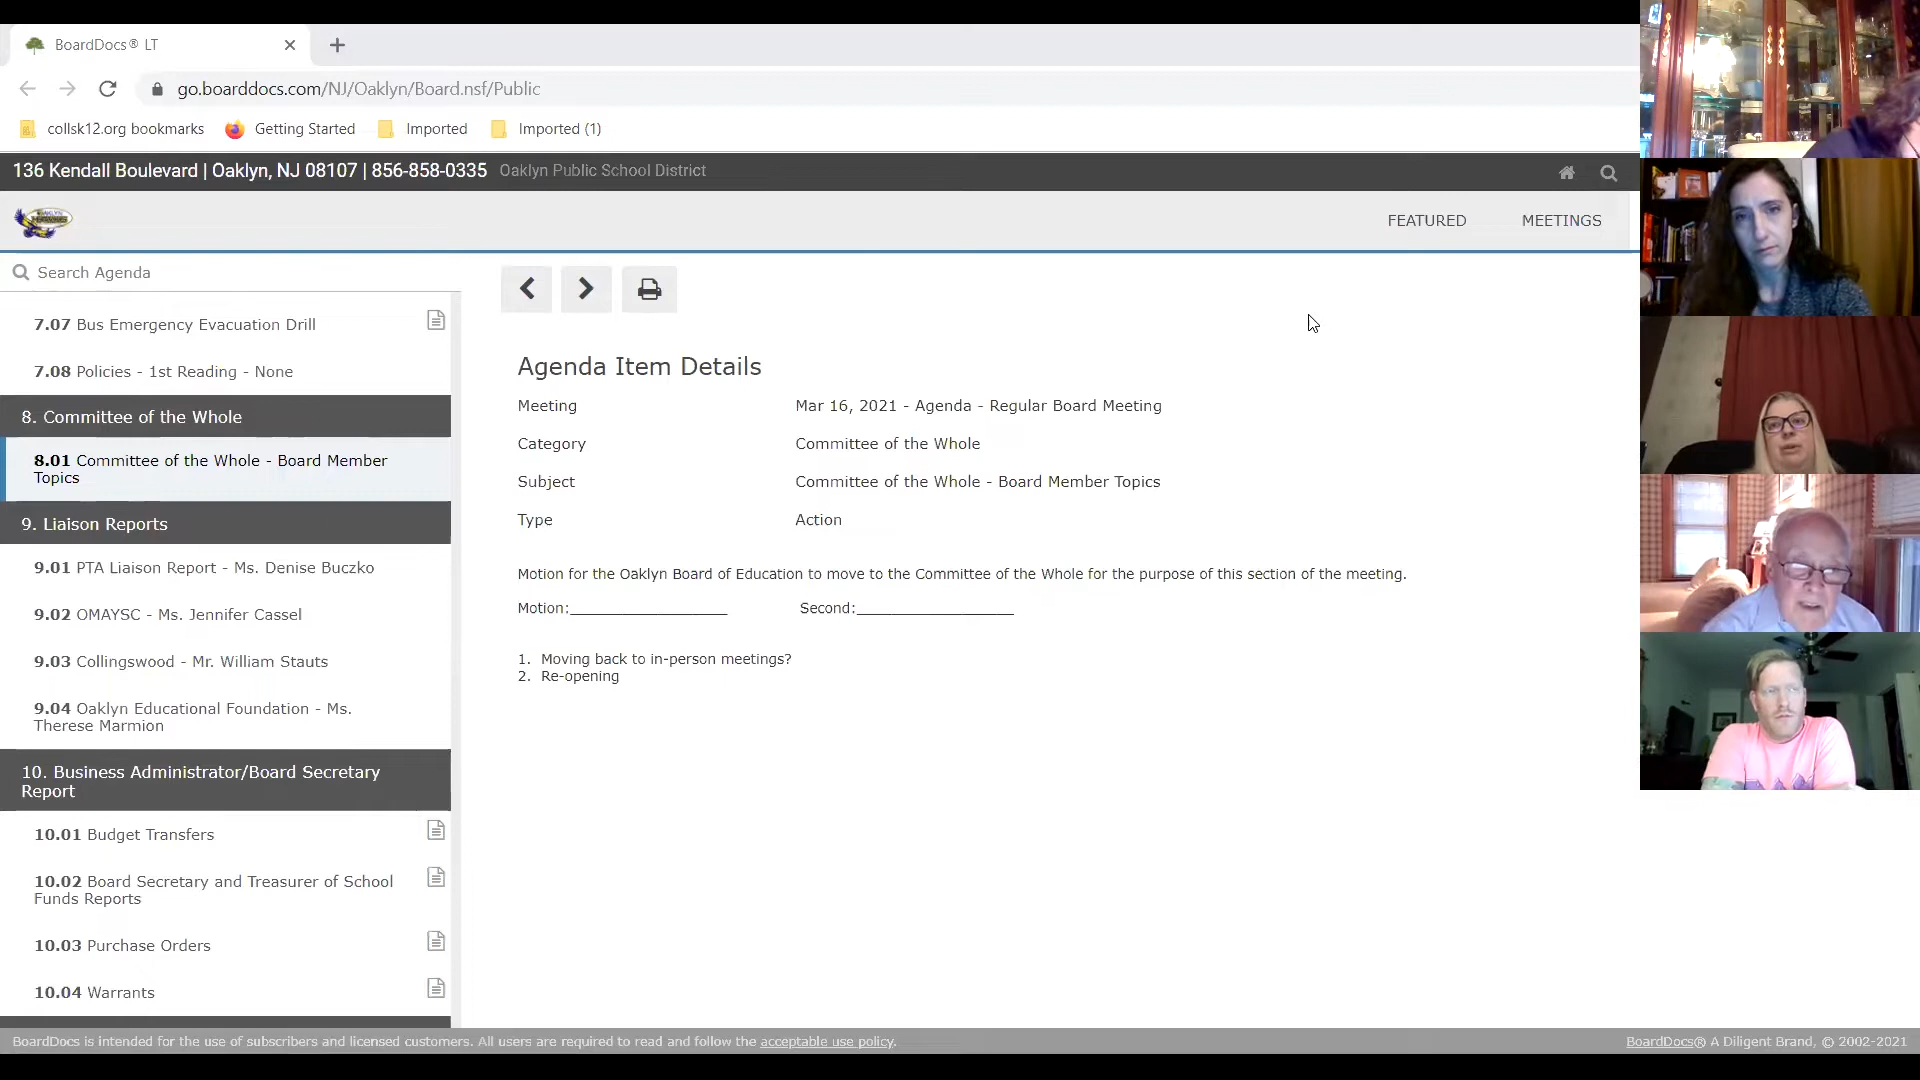 BoardDocs® LT
go.boarddocs.com/NJ/Oaklyn/Board.nsf/Public
collsk12.org bookmarks Getting Started Imported Imported (1)
136 Kendall Boulevard | Oaklyn, NJ 08107 | 856-858-0335 Oaklyn Public School District
FEATURED MEETINGS
Search Agenda
7.07 Bus Emergency Evacuation Drill
7.08 Policies - 1st Reading - None
8. Committee of the Whole
8.01 Committee of the Whole - Board Member
Topics
9. Liaison Reports
9.01 PTA Liaison Report - Ms. Denise Buczko
9.02 OMAYSC - Ms. Jennifer Cassel
9.03 Collingswood - Mr. William Stauts
9.04 Oaklyn Educational Foundation - Ms.
Therese Marmion
10. Business Administrator/Board Secretary
Report
10.01 Budget Transfers
10.02 Board Secretary and Treasurer of School
Funds Reports
10.03 Purchase Orders
10.04 Warrants
Agenda Item Details
Meeting Mar 16, 2021 - Agenda - Regular Board Meeting
Category Committee of the Whole
Subject Committee of the Whole - Board Member Topics
Type Action
Motion for the Oaklyn Board of Education to move to the Committee of the Whole for the purpose of this section of the meeting.
Motion:___________________ Second:___________________
1. Moving back to in-person meetings?
2. Re-opening
BoardDocs is intended for the use of subscribers and licensed customers. All users are required to read and follow the acceptable use policy.
BoardDocs® A Diligent Brand, © 2002-2021